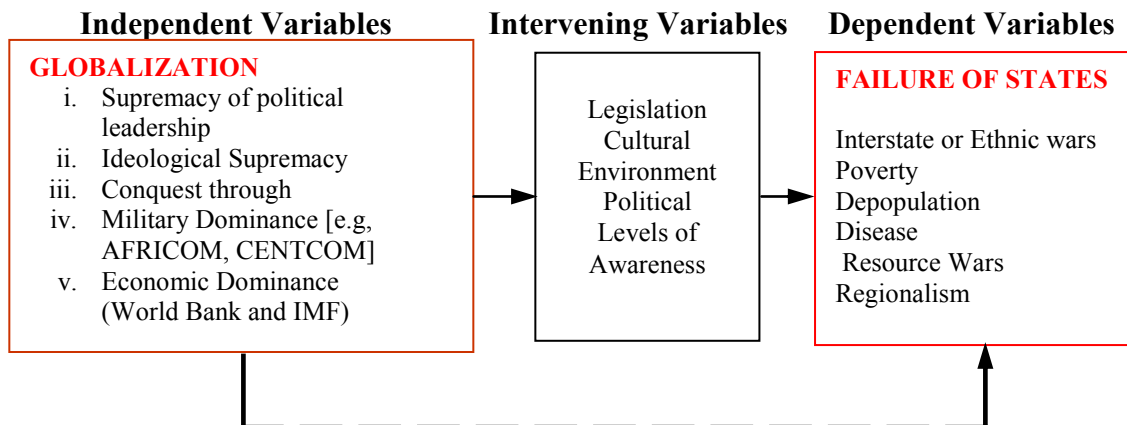 Independent Variables
Intervening Variables
Dependent Variables
GLOBALIZATION
i. Supremacy of political
leadership
ii. Ideological Supremacy
iii. Conquest through
iv. Military Dominance [e.g,
AFRICOM, CENTCOM]
v. Economic Dominance
(World Bank and IMF)
Legislation
Cultural
Environment
Political
Levels of
Awareness
FAILURE OF STATES
Interstate or Ethnic wars
Poverty
Depopulation
Disease
Resource Wars
Regionalism